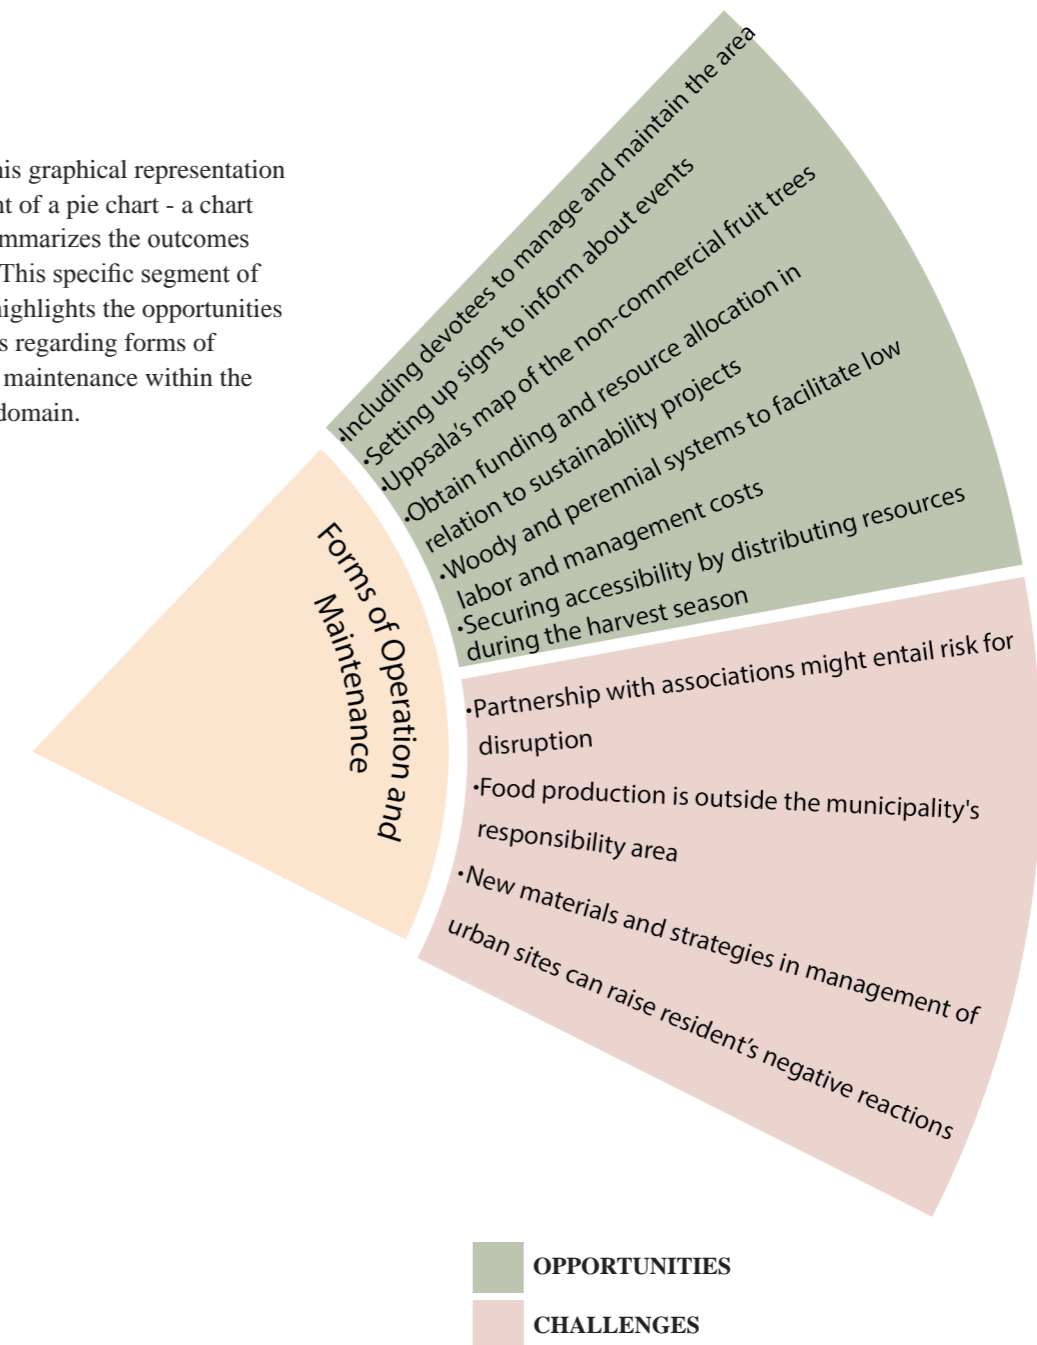 his graphical representation
nt of a pie chart - a chart
mmarizes the outcomes
This specific segment of
highlights the opportunities
s regarding forms of
maintenance within the
domain.
•Including devotees to manage and maintain the area
•Setting up signs to inform about events
•Uppsala's map of the non-commercial fruit trees
•Obtain funding and resource allocation in
relation to sustainability projects
•Woody and perennial systems to facilitate low
labor and management costs
•Securing accessibility by distributing resources
during the harvest season
Forms of Operation and
Maintenance
•Partnership with associations might entail risk for
disruption
•Food production is outside the municipality's
responsibility area
•New materials and strategies in management of
urban sites can raise resident's negative reactions
OPPORTUNITIES
CHALLENGES